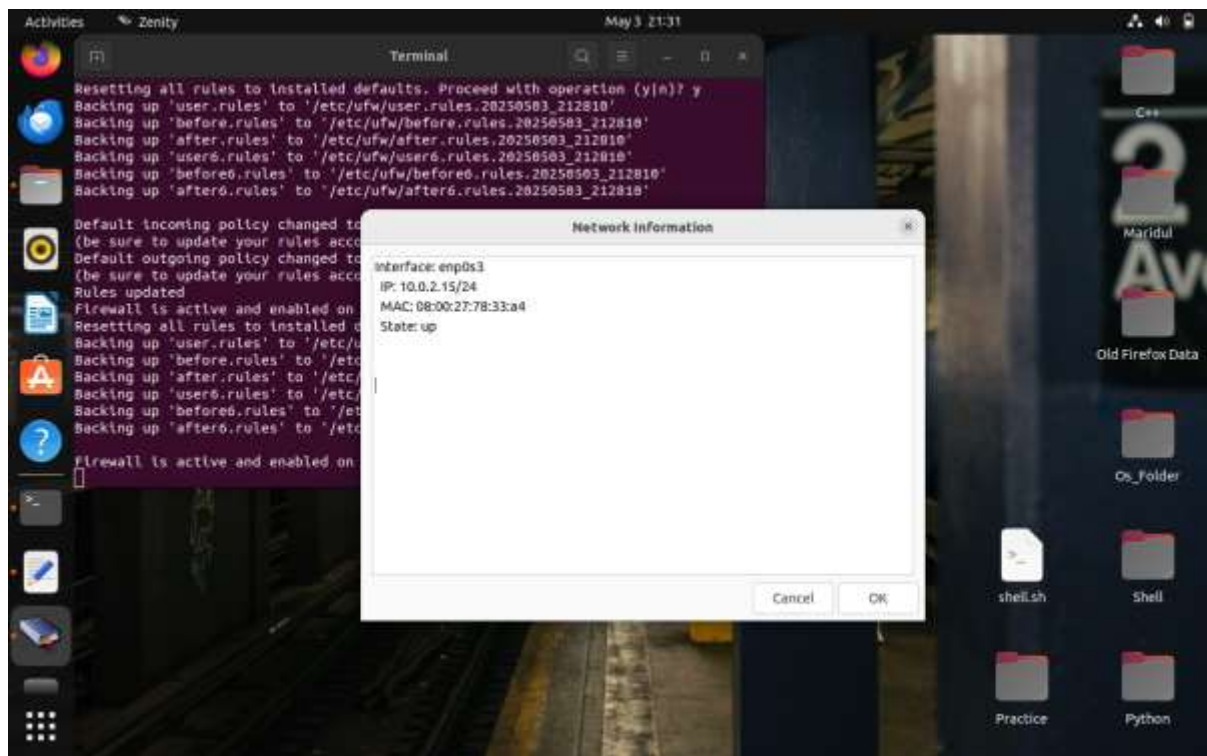 Activities Zenity May 3 21:31
Terminal
Resetting all rules to installed defaults. Proceed with operation (y|n)? y
Backing up 'user.rules' to '/etc/ufw/user.rules.20250503_212810'
Backing up 'before.rules' to '/etc/ufw/before.rules.20250503_212810'
Backing up 'after.rules' to '/etc/ufw/after.rules.20250503_212810'
Backing up 'user6.rules' to '/etc/ufw/user6.rules.20250503_212810'
Backing up 'before6.rules' to '/etc/ufw/before6.rules.20250503_212810'
Backing up 'after6.rules' to '/etc/ufw/after6.rules.20250503_212810'
Default incoming policy changed to
(be sure to update your rules acco
Default outgoing policy changed to
(be sure to update your rules acco
Rules updated
Firewall is active and enabled on
Resetting all rules to installed d
Backing up 'user.rules' to '/etc/u
Backing up 'before.rules' to '/etc
Backing up 'after.rules' to '/etc/
Backing up 'user6.rules' to '/etc/
Backing up 'before6.rules' to '/et
Backing up 'after6.rules' to '/etc
Firewall is active and enabled on
Network Information
Interface: enp0s3
IP: 10.0.2.15/24
MAC: 08:00:27:78:33:a4
State: up
Cancel OK
C++
2
Maridul
Av
Old Firefox Data
Os_Folder
shell.sh Shell
Practice Python